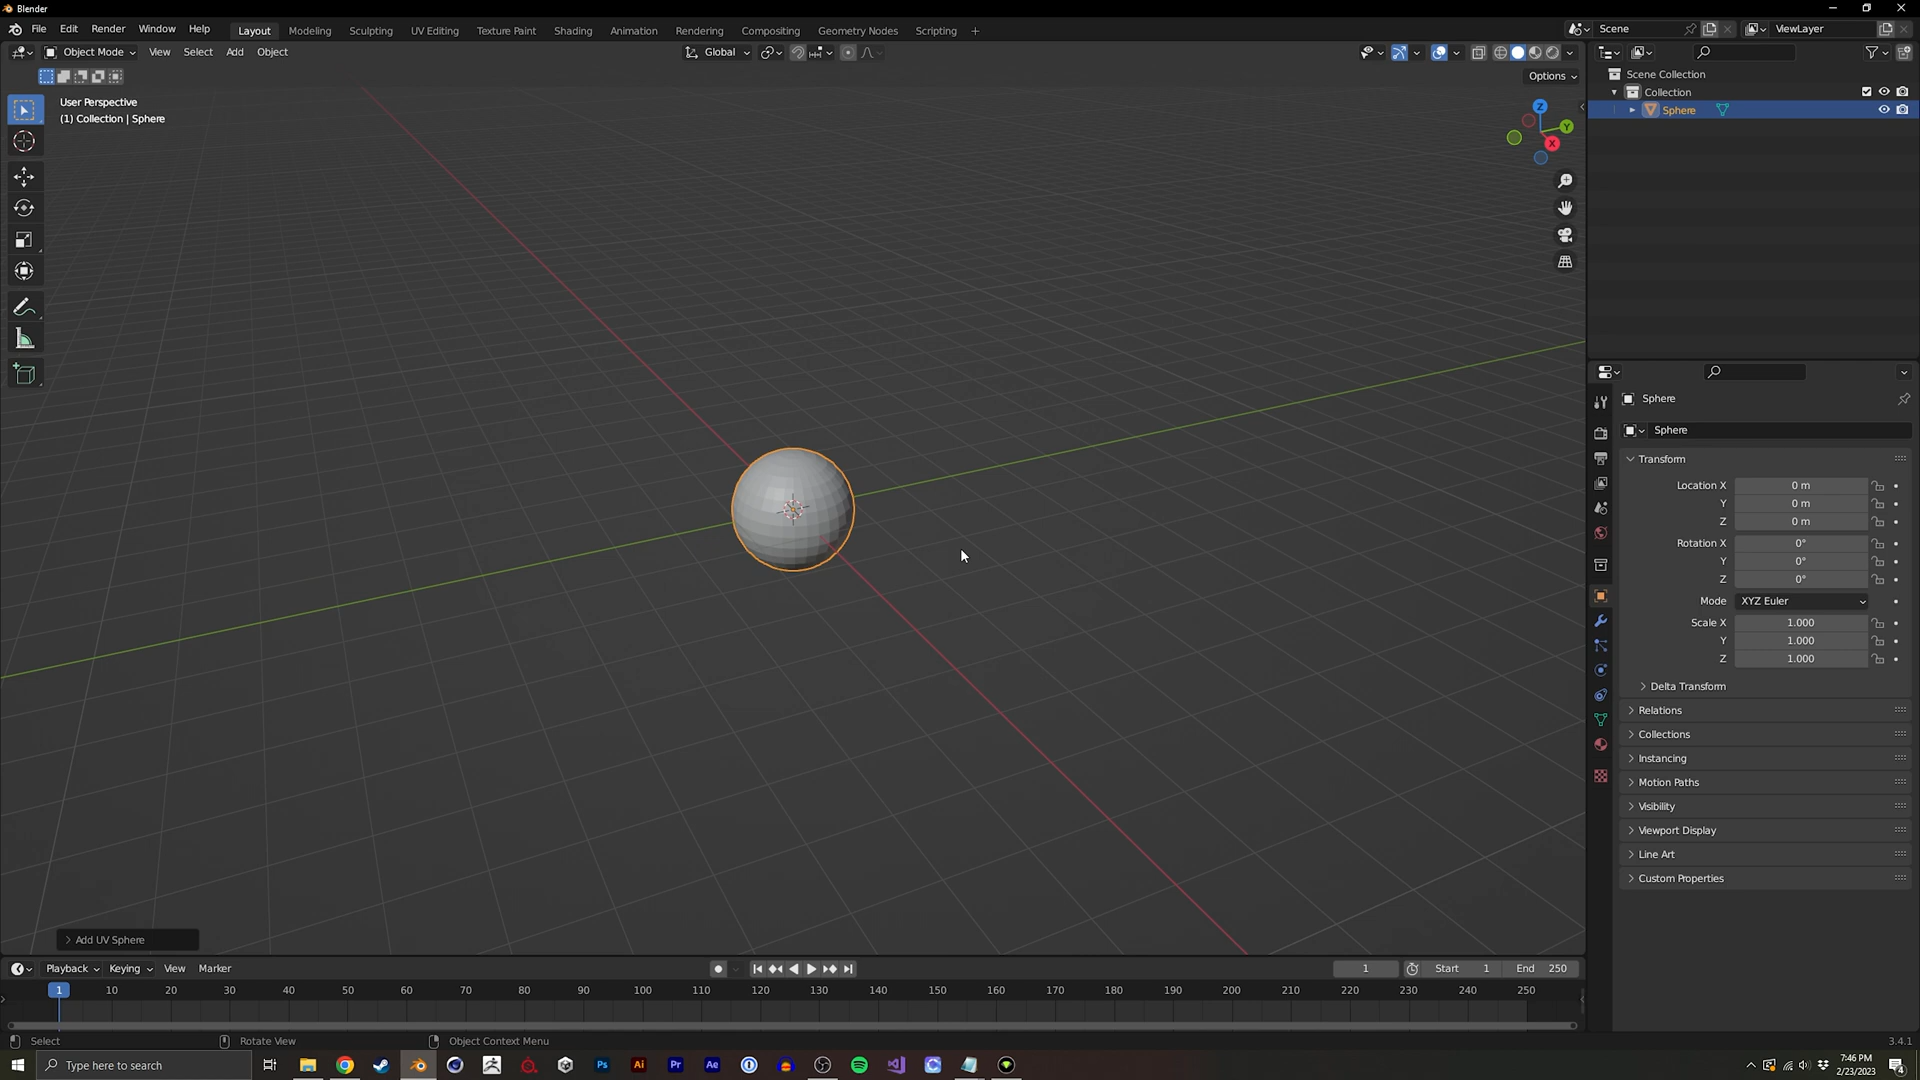 Blender
File Edit Render Window Help Layout Modeling Sculpting UV Editing Texture Paint Shading Animation Rendering Compositing Geometry Nodes Scripting + Scene ViewLayer
Object Mode View Select Add Object Global
Options
User Perspective
(1) Collection | Sphere
Z
Y
X
Scene Collection
Collection
Sphere
Sphere
Sphere
Transform
Location X 0 m
Y 0 m
Z 0 m
Rotation X 0°
Y 0°
Z 0°
Mode XYZ Euler
Scale X 1.000
Y 1.000
Z 1.000
Delta Transform
Relations
Collections
Instancing
Motion Paths
Visibility
Viewport Display
Line Art
Custom Properties
Add UV Sphere
Playback Keying View Marker 1 Start 1 End 250
1 10 20 30 40 50 60 70 80 90 100 110 120 130 140 150 160 170 180 190 200 210 220 230 240 250
Select Rotate View Object Context Menu 3.4.1
Type here to search Ps Ai Pr Ae 7:46 PM
2/23/2023 4